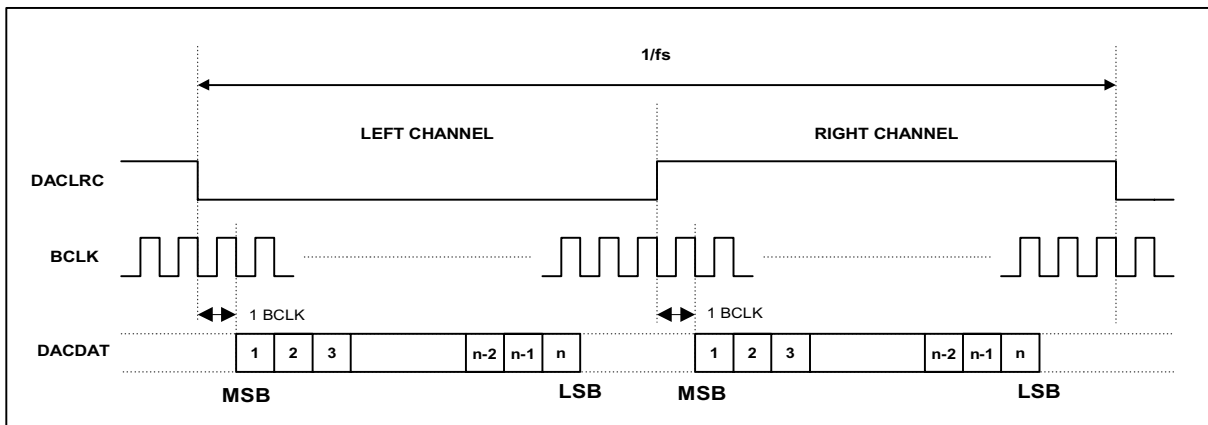 1/fs
LEFT CHANNEL RIGHT CHANNEL
DACLRC
BCLK
1 BCLK 1 BCLK
DACDAT 1 2 3 n-2 n-1 n 1 2 3 n-2 n-1 n
MSB LSB MSB LSB